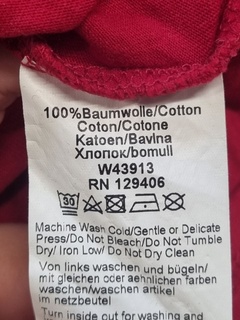 100%Baumwolle/Cotton
Coton/Cotone
Katoen/Bavlna
Хлопок/bomull
W43913
RN 129406
30
Machine Wash Cold/Gentle or Delicate
Press/Do Not Bleach/Do Not Tumble
Dry/ Iron Low/ Do Not Dry Clean
Von links waschen und bügeln/
mit gleichen oder aehnlichen farben
waschen/waschen artikel
im netzbeutel
Turn inside out for washing and